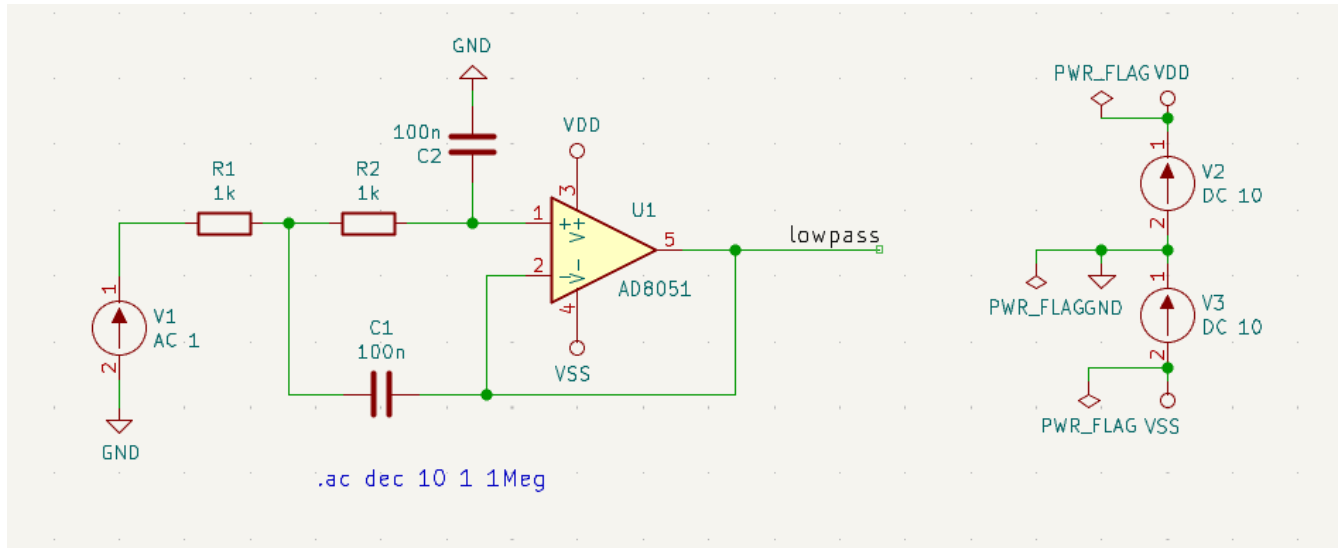 GND
PWR_FLAG VDD
100n
C2
VDD
R1
1k
R2
1k
3
1
V2
DC 10
2
1
+
V+
U1
5
lowpass
2
-
V-
AD8051
4
1
V1
AC 1
2
C1
100n
VSS
PWR_FLAG GND
1
V3
DC 10
2
GND
PWR_FLAG VSS
.ac dec 10 1 1Meg